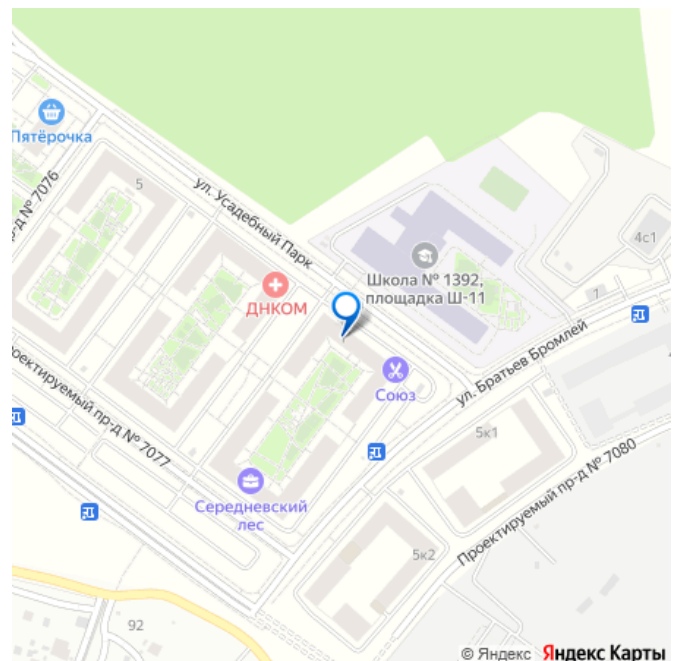 Пятёрочка
5
пр-д № 7076
ул. Усадебный Парк
4с1
Школа № 1392,
площадка Ш-11
ДНКОМ
1
ул. Братьев Бромлей
Союз
Проектируемый пр-д № 7077
5к1
Проектируемый пр-д № 7080
Середневский
лес
5к2
92
© Яндекс Яндекс Карты